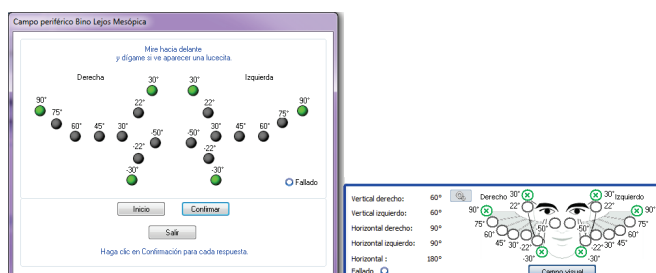 Campo periférico Bino Lejos Mesópica
Mire hacia delante
y dígame si ve aparecer una lucecita.
Derecha 30° 30° Izquierda
90° 22° 22° 90°
75° 75°
60° 45° 30° -50° -50° 30° 45° 60°
-22° -22°
-30° -30°
Fallado
Inicio Confirmar
Salir
Haga clic en Confirmación para cada respuesta.
Vertical derecho: 60°
Vertical izquierdo: 60°
Horizontal derecho: 90°
Horizontal izquierdo: 90°
Horizontal : 180°
Fallado
Derecho 30° 30° Izquierdo
90° 22° 22° 90°
75° 75°
60° -50° -50° 60°
45° 30° -22° -22° 30° 45°
-30° -30°
Campo visual